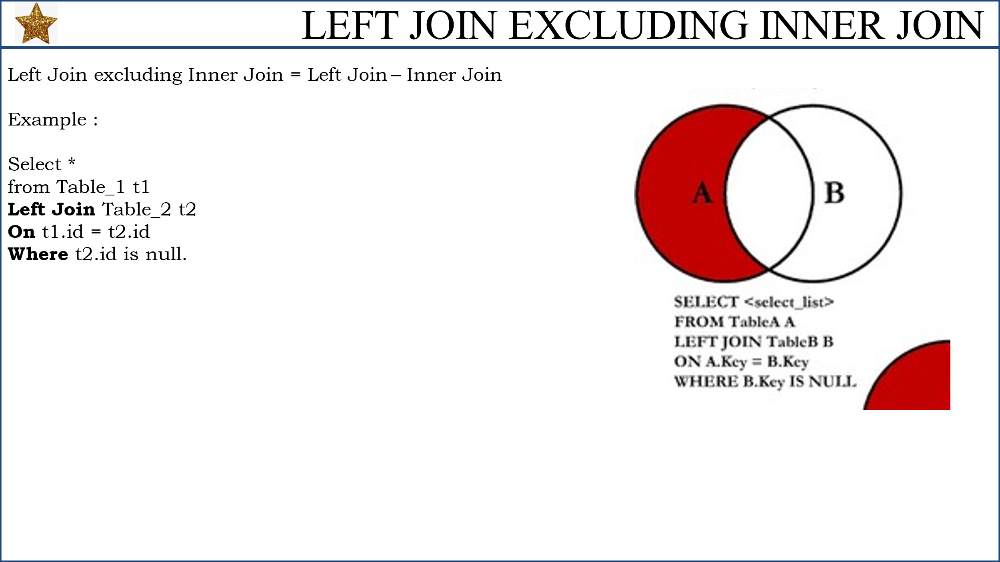 LEFT JOIN EXCLUDING INNER JOIN
Left Join excluding Inner Join = Left Join – Inner Join
Example :
Select *
from Table_1 t1
Left Join Table_2 t2
On t1.id = t2.id
Where t2.id is null.
A
B
SELECT <select_list>
FROM TableA A
LEFT JOIN TableB B
ON A.Key = B.Key
WHERE B.Key IS NULL